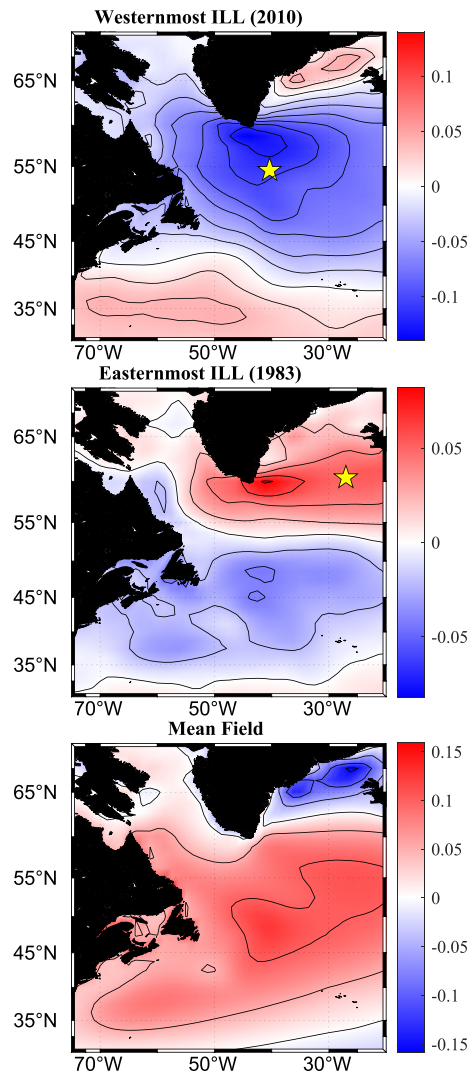 Westernmost ILL (2010)
65°N
55°N
45°N
35°N
70°W 50°W 30°W
0.1
0.05
0
-0.05
-0.1
Easternmost ILL (1983)
65°N
55°N
45°N
35°N
70°W 50°W 30°W
0.05
0
-0.05
Mean Field
65°N
55°N
45°N
35°N
70°W 50°W 30°W
0.15
0.1
0.05
0
-0.05
-0.1
-0.15